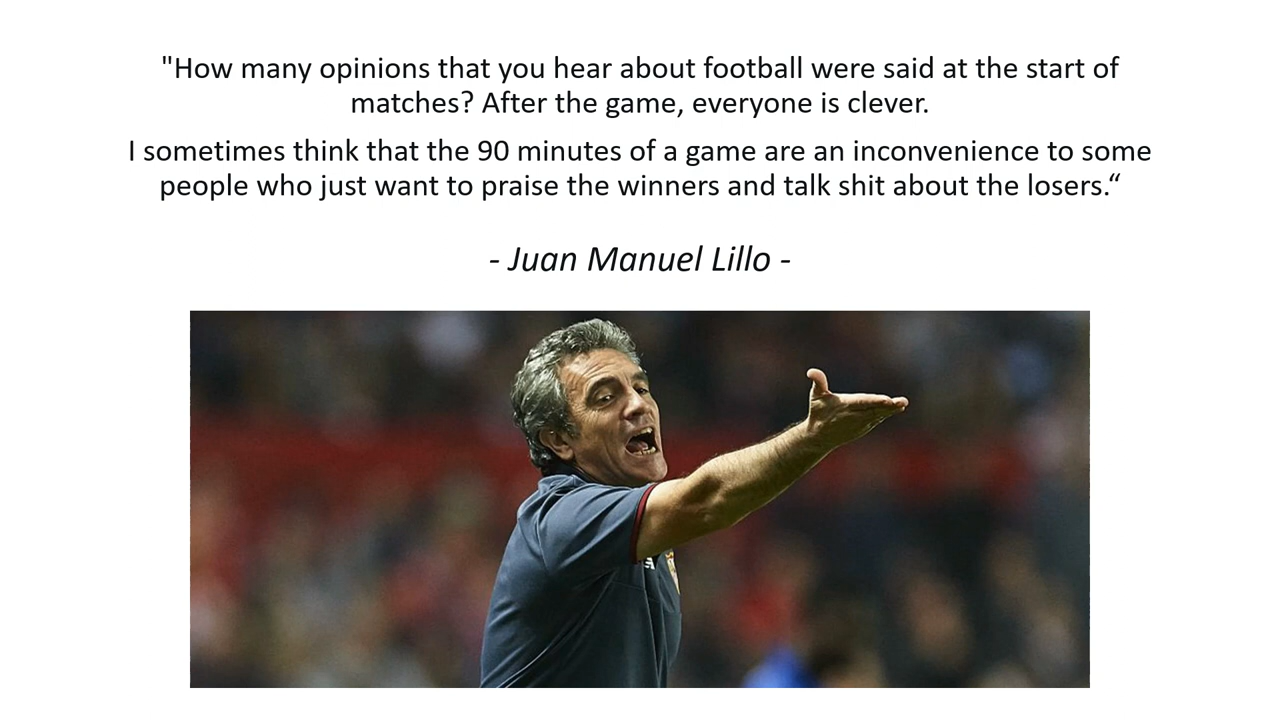 "How many opinions that you hear about football were said at the start of
matches? After the game, everyone is clever.
I sometimes think that the 90 minutes of a game are an inconvenience to some
people who just want to praise the winners and talk shit about the losers.“
- Juan Manuel Lillo -